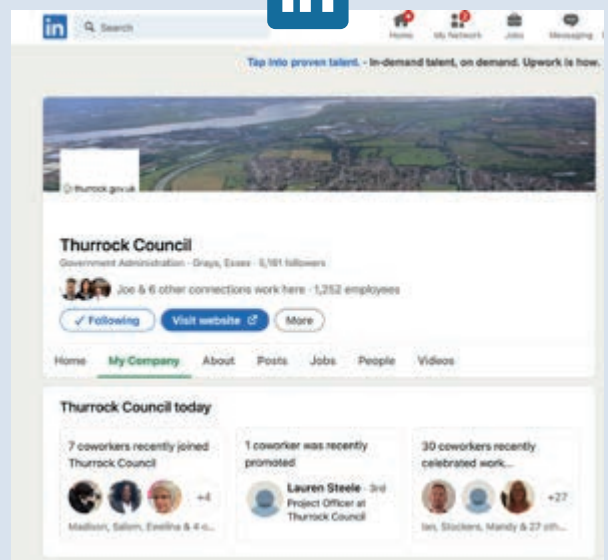 in
in Search
Home My Network Jobs Messaging
Tap into proven talent. - In-demand talent, on demand. Upwork is how.
thurrock.gov.uk
Thurrock Council
Government Administration · Grays, Essex · 5,161 followers
Joe & 6 other connections work here · 1,252 employees
✓ Following Visit website More
Home My Company About Posts Jobs People Videos
Thurrock Council today
7 coworkers recently joined
Thurrock Council
+4
Madison, Salem, Ewelina & 4 o...
1 coworker was recently
promoted
Lauren Steele · 3rd
Project Officer at
Thurrock Council
30 coworkers recently
celebrated work...
+27
Ian, Slockers, Mandy & 27 oth...